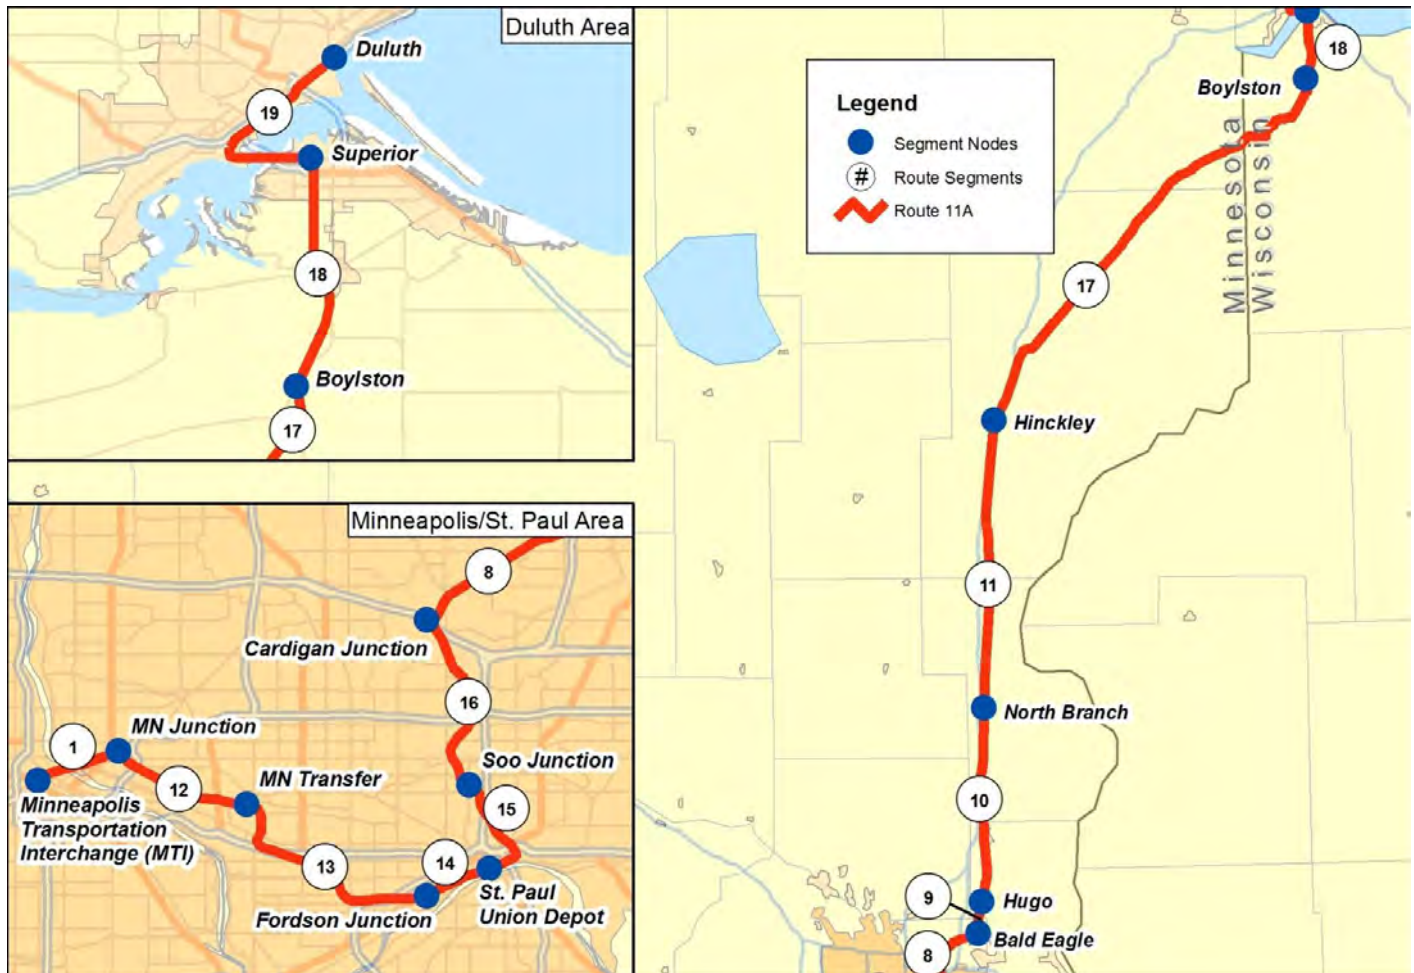 Duluth Area
Duluth
19
Superior
18
Boylston
17
Minneapolis/St. Paul Area
8
Cardigan Junction
16
MN Junction
1
Soo Junction
MN Transfer
12
15
Minneapolis
Transportation
Interchange (MTI)
13
14
St. Paul
Union Depot
Fordson Junction
Legend
Segment Nodes
# Route Segments
Route 11A
18
Boylston
Minnesota
Wisconsin
17
Hinckley
11
North Branch
10
9
Hugo
Bald Eagle
8